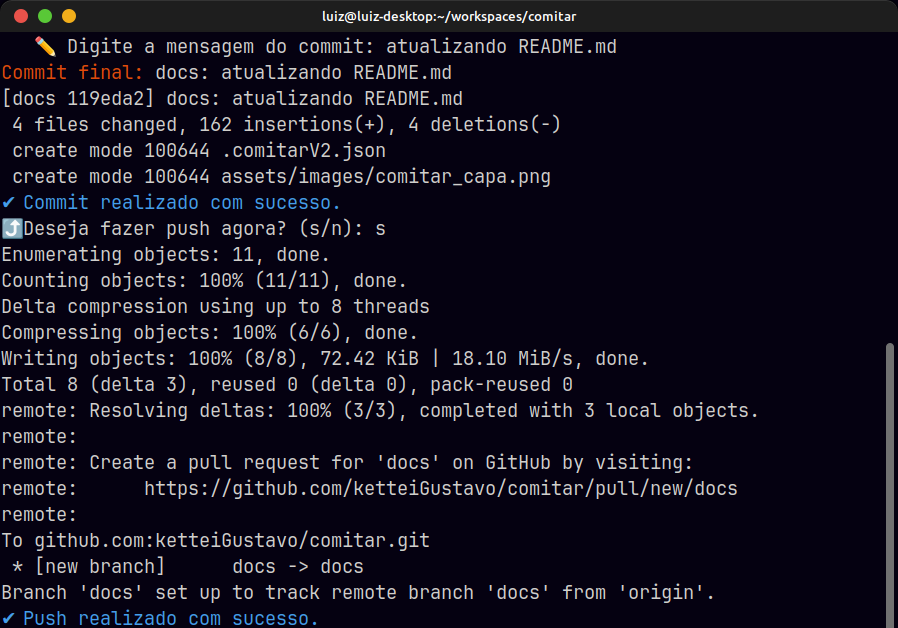 luiz@luiz-desktop:~/workspaces/comitar
✏️ Digite a mensagem do commit: atualizando README.md
Commit final: docs: atualizando README.md
[docs 119eda2] docs: atualizando README.md
 4 files changed, 162 insertions(+), 4 deletions(-)
 create mode 100644 .comitarV2.json
 create mode 100644 assets/images/comitar_capa.png
✔ Commit realizado com sucesso.
⤴️Deseja fazer push agora? (s/n): s
Enumerating objects: 11, done.
Counting objects: 100% (11/11), done.
Delta compression using up to 8 threads
Compressing objects: 100% (6/6), done.
Writing objects: 100% (8/8), 72.42 KiB | 18.10 MiB/s, done.
Total 8 (delta 3), reused 0 (delta 0), pack-reused 0
remote: Resolving deltas: 100% (3/3), completed with 3 local objects.
remote:
remote: Create a pull request for 'docs' on GitHub by visiting:
remote:      https://github.com/ketteiGustavo/comitar/pull/new/docs
remote:
To github.com:ketteiGustavo/comitar.git
 * [new branch]      docs -> docs
Branch 'docs' set up to track remote branch 'docs' from 'origin'.
✔ Push realizado com sucesso.